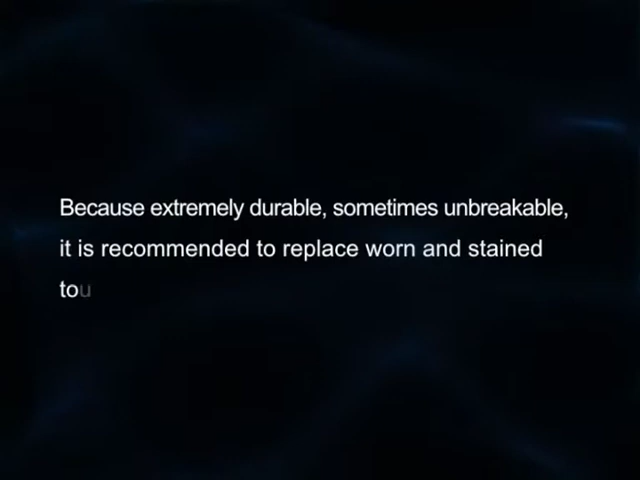 Because extremely durable, sometimes unbreakable,
it is recommended to replace worn and stained
tou